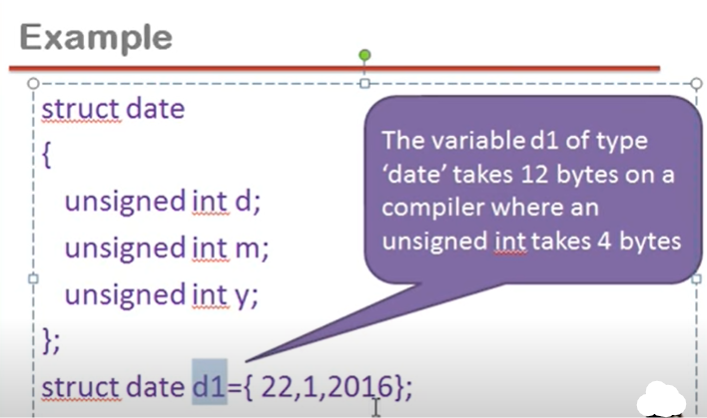 Example
struct date
{
unsigned int d;
unsigned int m;
unsigned int y;
};
struct date d1={ 22,1,2016};
The variable d1 of type
‘date’ takes 12 bytes on a
compiler where an
unsigned int takes 4 bytes